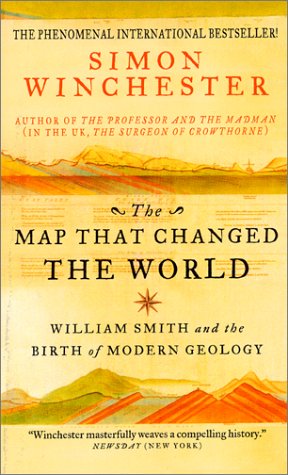 THE PHENOMENAL INTERNATIONAL BESTSELLER!
SIMON
WINCHESTER
AUTHOR OF THE PROFESSOR AND THE MADMAN
(IN THE UK, THE SURGEON OF CROWTHORNE)
The
MAP THAT CHANGED
THE WORLD
WILLIAM SMITH and the
BIRTH of MODERN GEOLOGY
"Winchester masterfully weaves a compelling history."
NEWSDAY (NEW YORK)